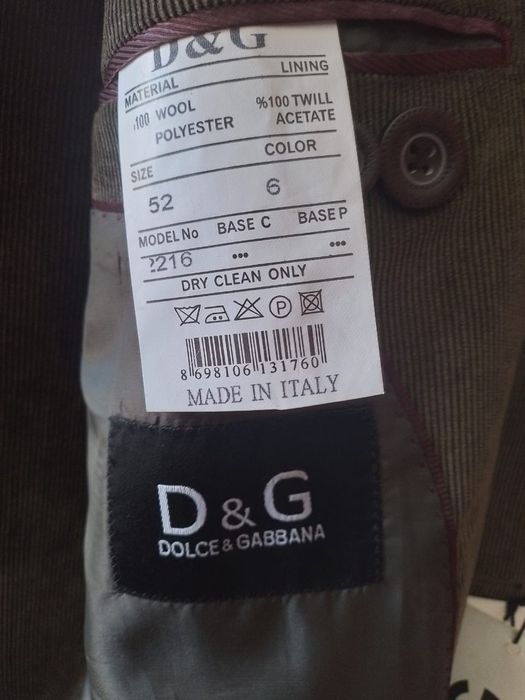 D&G
MATERIAL LINING
100 WOOL %100 TWILL
POLYESTER ACETATE
SIZE COLOR
52 6
MODEL No BASE C BASE P
2216 ••• •••
DRY CLEAN ONLY
P
8 698106 131760
MADE IN ITALY
D & G
DOLCE & GABBANA